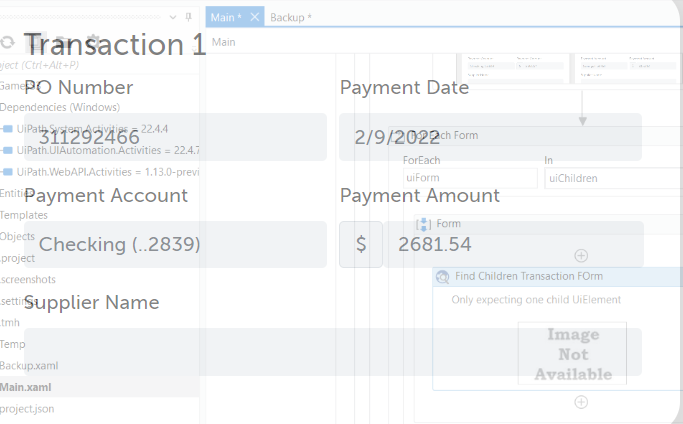 Main *
Backup *
Transaction 1
Main
ject (Ctrl+Alt+P)
PO Number
Payment Date
Dependencies (Windows)
UiPath.System.Activities = 22.4.4
311292466
2/9/2022
For Each Form
UiPath.UIAutomation.Activities = 22.4.7
ForEach
In
UiPath.WebAPI.Activities = 1.13.0-previ
uiForm
uiChildren
Entitie
Payment Account
Payment Amount
Templates
Form
Objects
Checking (..2839)
$
2681.54
.project
.screenshots
Find Children Transaction FOrm
.settings
Supplier Name
Only expecting one child UiElement
.tmh
Image
Not
Available
Temp
Backup.xaml
Main.xaml
project.json